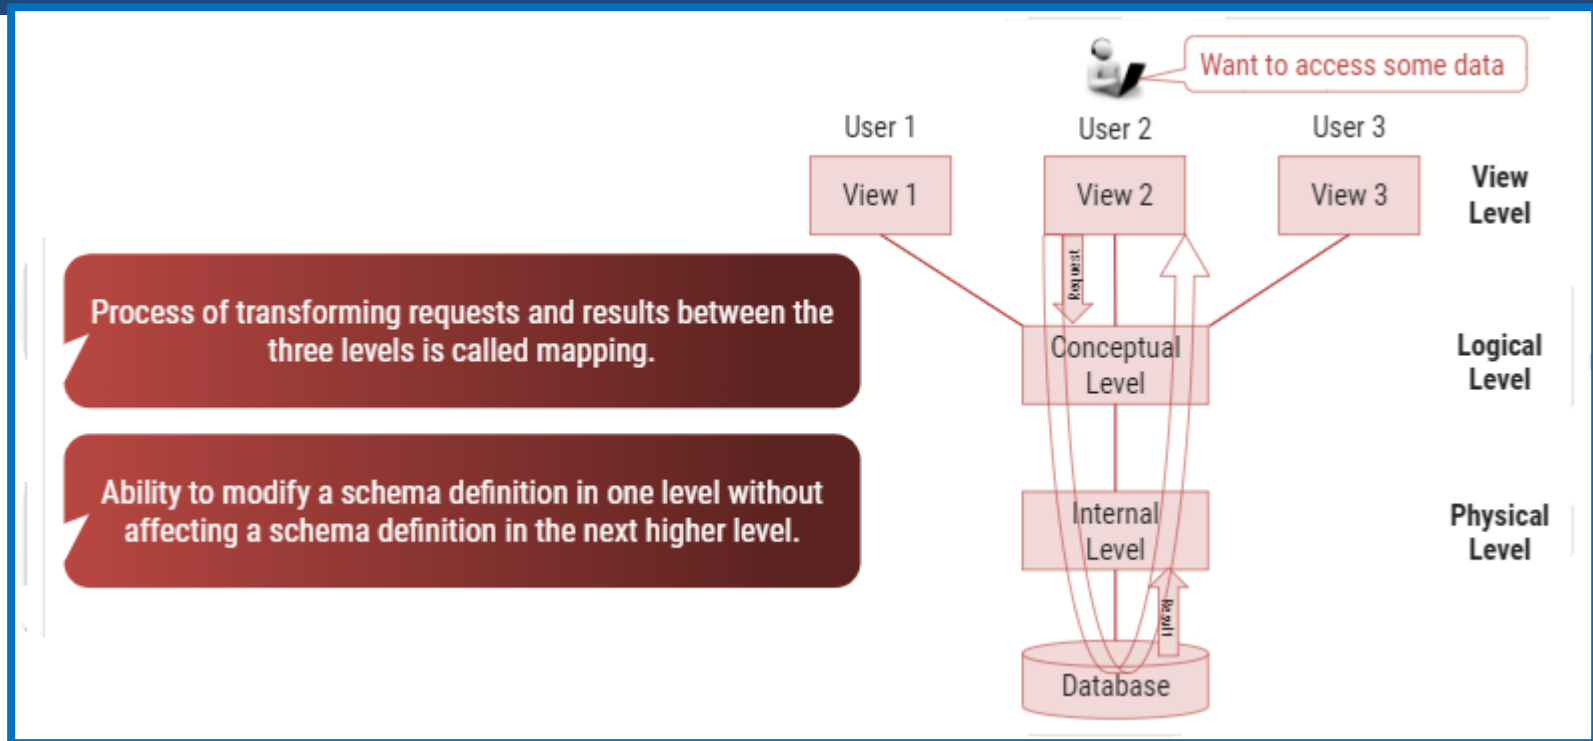 Want to access some data
User 1
User 2
User 3
View 1
View 2
View 3
View
Level
Request
Process of transforming requests and results between the
three levels is called mapping.
Conceptual
Level
Logical
Level
Ability to modify a schema definition in one level without
affecting a schema definition in the next higher level.
Internal
Level
Physical
Level
Result
Database